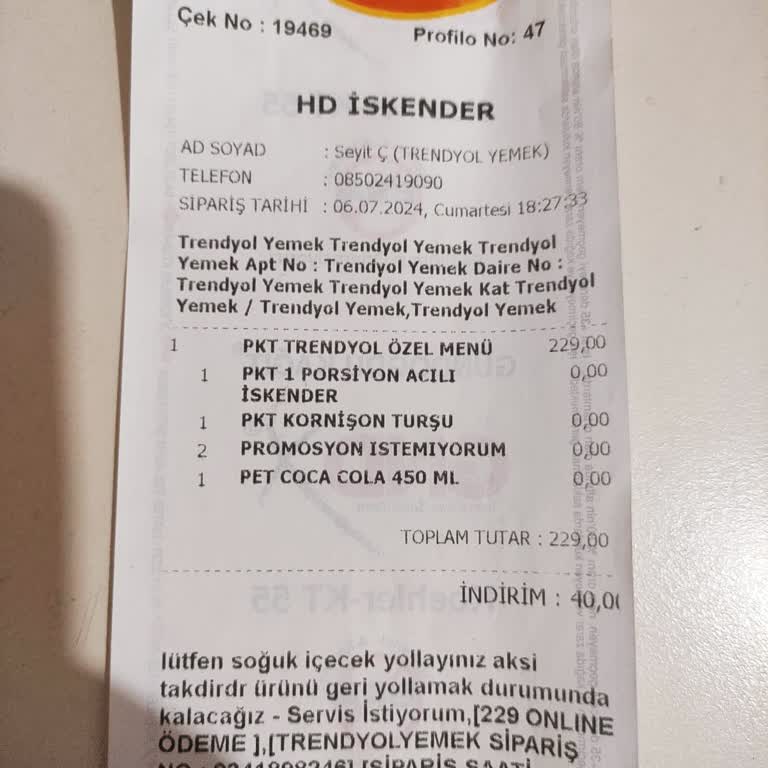 Çek No : 19469 Profilo No: 47
HD İSKENDER
AD SOYAD : Seyit Ç (TRENDYOL YEMEK)
TELEFON : 08502419090
SİPARİŞ TARİHİ : 06.07.2024, Cumartesi 18:27:33
Trendyol Yemek Trendyol Yemek Trendyol
Yemek Apt No : Trendyol Yemek Daire No :
Trendyol Yemek Trendyol Yemek Kat Trendyol
Yemek / Trendyol Yemek,Trendyol Yemek
1 PKT TRENDYOL ÖZEL MENÜ 229,00
1 PKT 1 PORSİYON ACILI 0,00
İSKENDER
1 PKT KORNİŞON TURŞU 0,00
2 PROMOSYON ISTEMIYORUM 0,00
1 PET COCA COLA 450 ML 0,00
TOPLAM TUTAR : 229,00
İNDİRİM : 40,00
lütfen soğuk içecek yollayınız aksi
takdirdr ürünü geri yollamak durumunda
kalacağız - Servis İstiyorum,[229 ONLINE
ÖDEME ],[TRENDYOLYEMEK SİPARİŞ